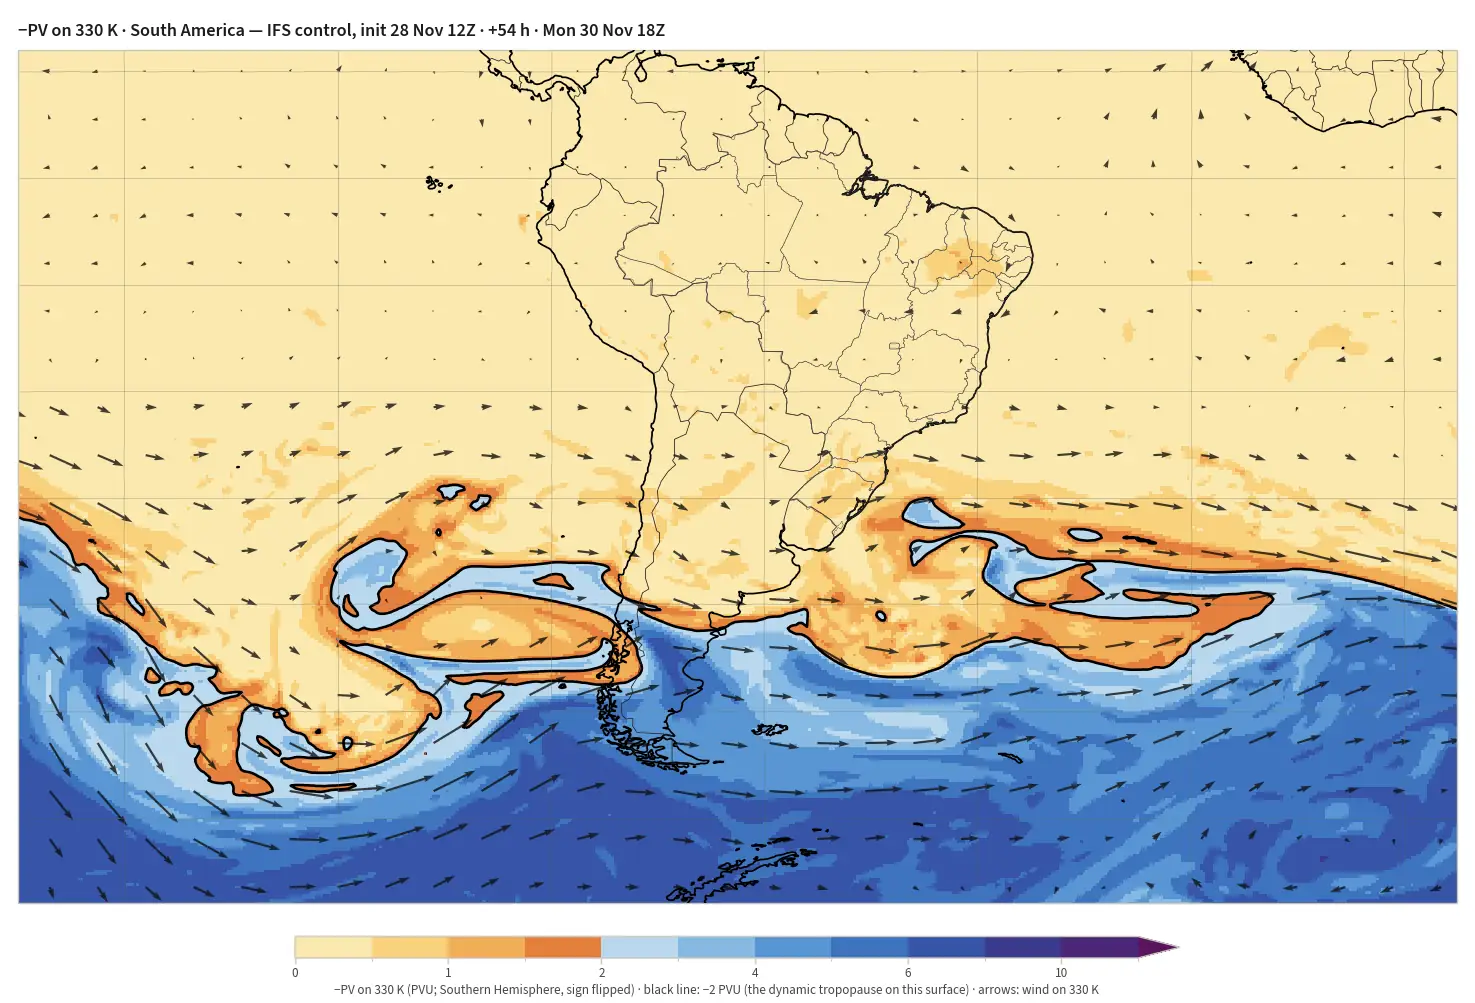 −PV on 330 K · South America — IFS control, init 28 Nov 12Z · +54 h · Mon 30 Nov 18Z
0 1 2 4 6 10
−PV on 330 K (PVU; Southern Hemisphere, sign flipped) · black line: −2 PVU (the dynamic tropopause on this surface) · arrows: wind on 330 K